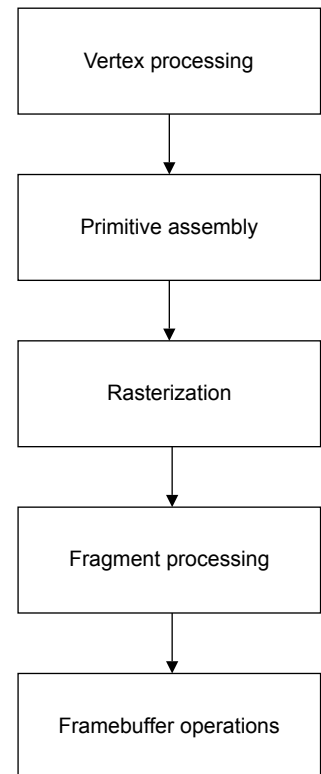 Vertex processing
Primitive assembly
Rasterization
Fragment processing
Framebuffer operations